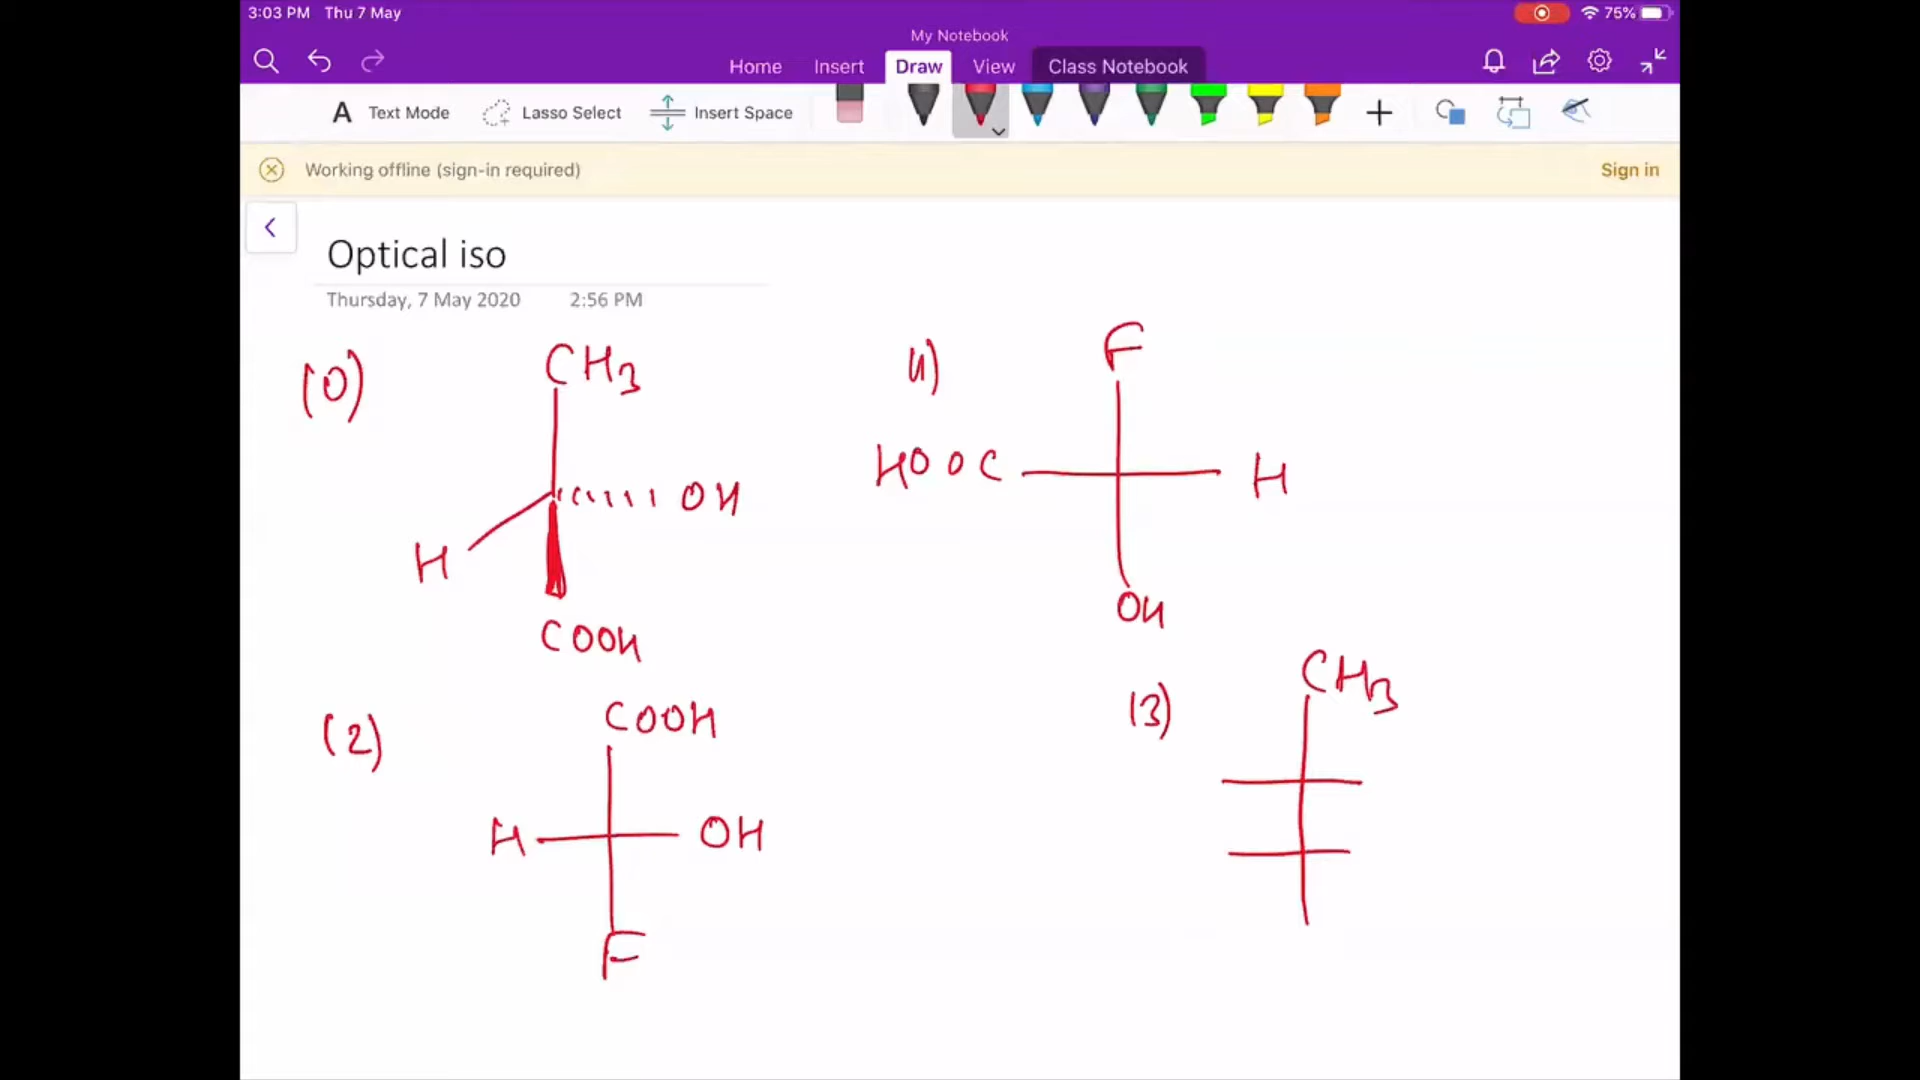 3:03 PM Thu 7 May
75%
My Notebook
Home Insert Draw View Class Notebook
A Text Mode Lasso Select Insert Space
Working offline (sign-in required) Sign in
Optical iso
Thursday, 7 May 2020 2:56 PM
(0)
CH3
OH
H
COOH
1)
F
HOOC H
OH
(2)
COOH
H OH
F
(3)
CH3